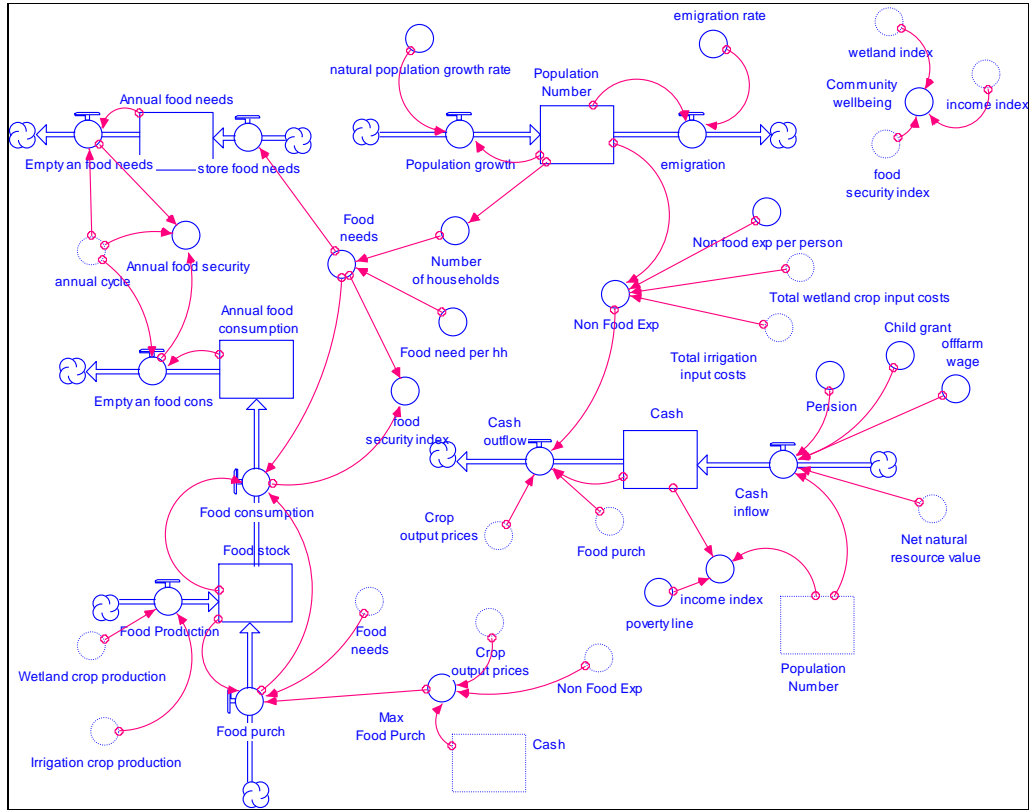 emigration rate
wetland index
natural population growth rate
Population
Number
Community
wellbeing
income index
Annual food needs
Empty an food needs
store food needs
Population growth
emigration
food
security index
Food
needs
Number
of households
Non food exp per person
Annual food security
annual cycle
Annual food
consumption
Non Food Exp
Total wetland crop input costs
Food need per hh
Total irrigation
input costs
Child grant
offfarm
wage
Empty an food cons
Pension
food
security index
Cash
outflow
Cash
Food consumption
Crop
output prices
Food purch
Cash
inflow
Net natural
resource value
Food stock
income index
poverty line
Food Production
Food
needs
Crop
output prices
Wetland crop production
Non Food Exp
Population
Number
Food purch
Max
Food Purch
Cash
Irrigation crop production